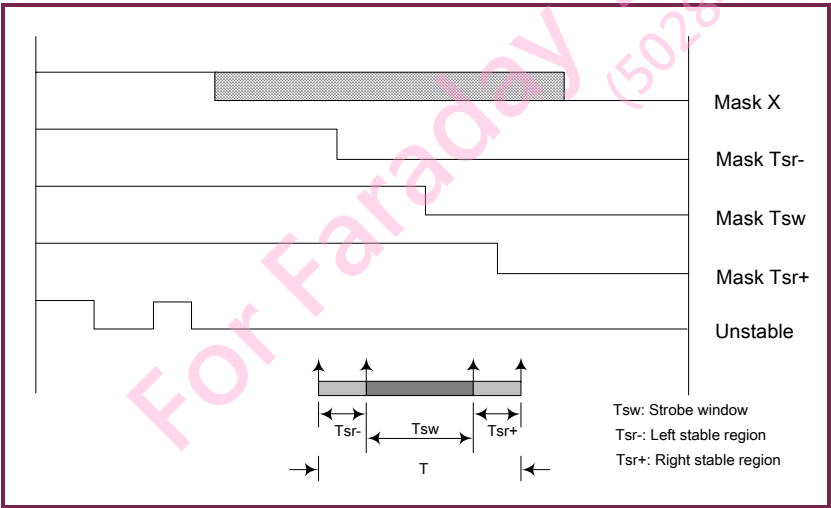 Mask X
Mask Tsr-
Mask Tsw
Mask Tsr+
Unstable
Tsr-
Tsw
Tsr+
T
Tsw: Strobe window
Tsr-: Left stable region
Tsr+: Right stable region
For Faraday
(5028